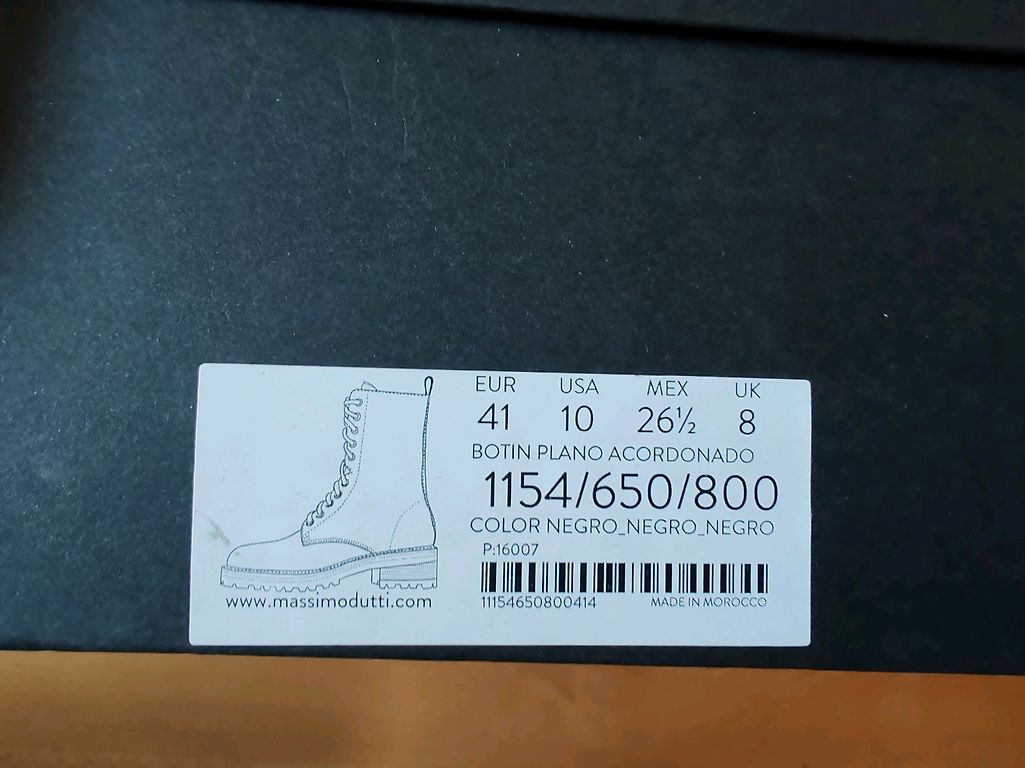 EUR USA MEX UK
41 10 26½ 8
BOTIN PLANO ACORDONADO
1154/650/800
COLOR NEGRO_NEGRO_NEGRO
P:16007
11154650800414 MADE IN MOROCCO
www.massimodutti.com